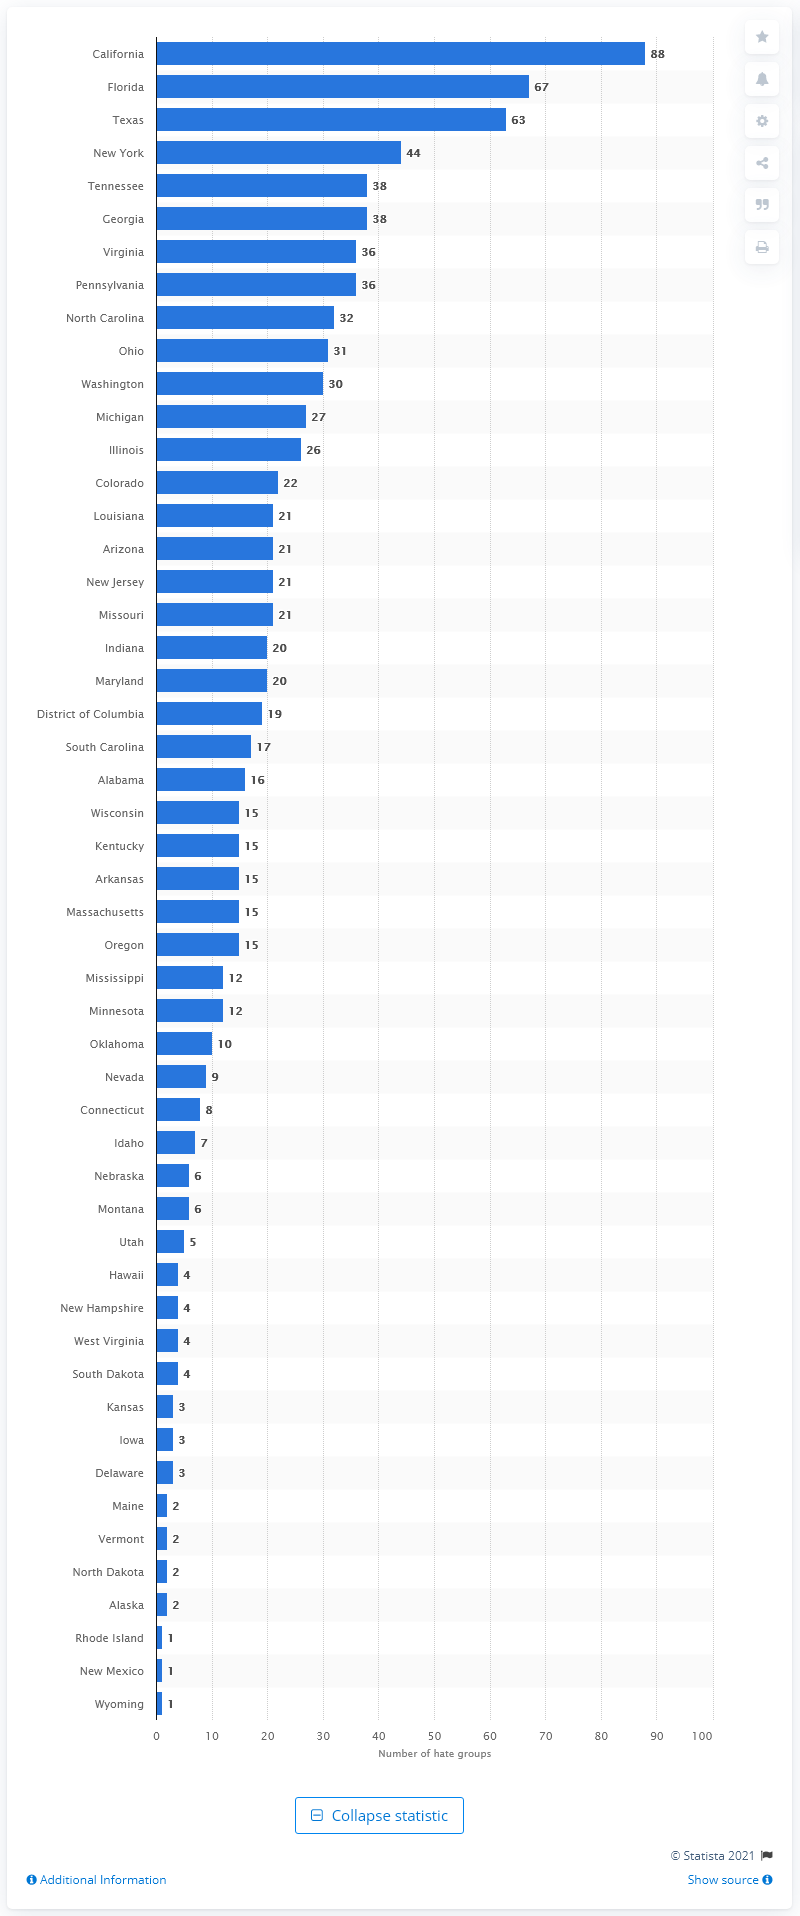 California 88
Florida 67
Texas 63
New York 44
Tennessee 38
Georgia 38
Virginia 36
Pennsylvania 36
North Carolina 32
Ohio 31
Washington 30
Michigan 27
Illinois 26
Colorado 22
Louisiana 21
Arizona 21
New Jersey 21
Missouri 21
Indiana 20
Maryland 20
District of Columbia 19
South Carolina 17
Alabama 16
Wisconsin 15
Kentucky 15
Arkansas 15
Massachusetts 15
Oregon 15
Mississippi 12
Minnesota 12
Oklahoma 10
Nevada 9
Connecticut 8
Idaho 7
Nebraska 6
Montana 6
Utah 5
Hawaii 4
New Hampshire 4
West Virginia 4
South Dakota 4
Kansas 3
Iowa 3
Delaware 3
Maine 2
Vermont 2
North Dakota 2
Alaska 2
Rhode Island 1
New Mexico 1
Wyoming 1
0 10 20 30 40 50 60 70 80 90 100
Number of hate groups
Collapse statistic
© Statista 2021
Additional Information Show source